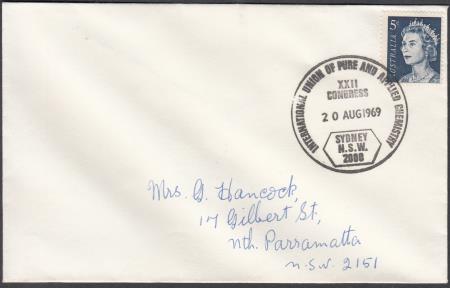 AUSTRALIA
5c
INTERNATIONAL UNION OF PURE AND APPLIED CHEMISTRY
XXII
CONGRESS
20 AUG 1969
SYDNEY
N.S.W.
2000
Mrs. G. Hancock
17 Gilbert St,
Nth. Parramatta
N.S.W. 2151